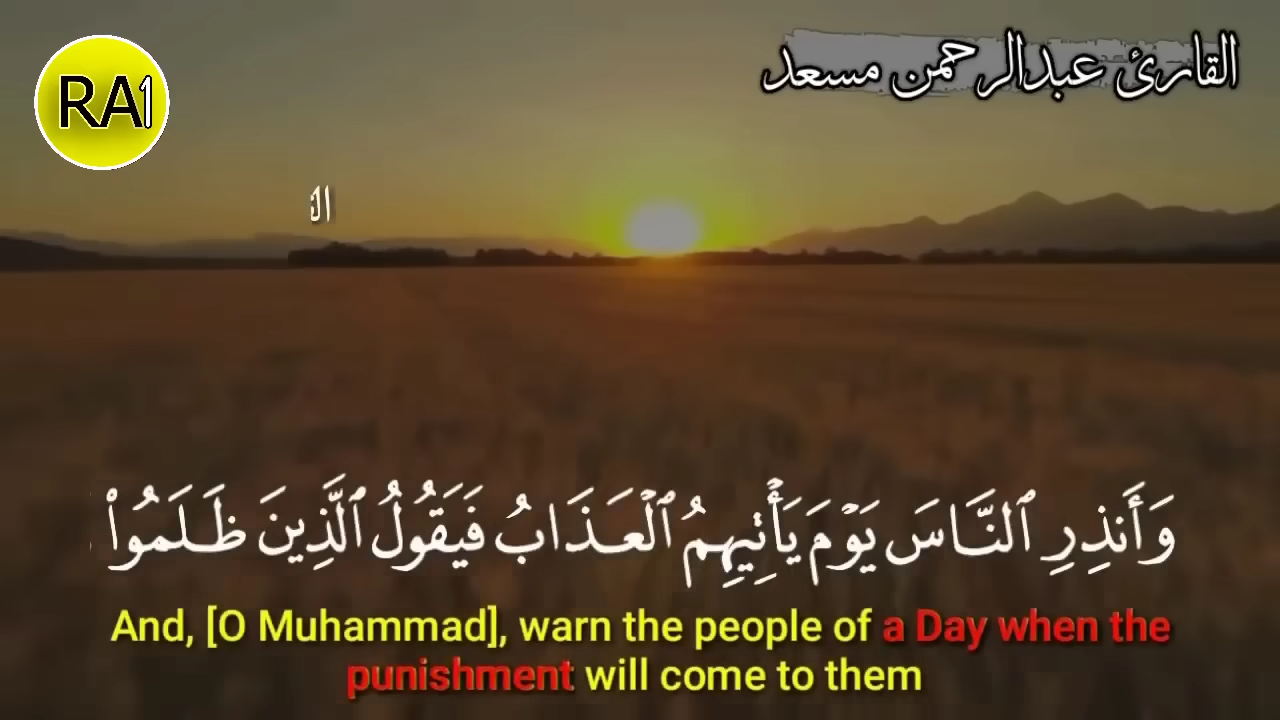 RA1
القارئ عبدالرحمن مسعد
وَأَنذِرِ ٱلنَّاسَ يَوْمَ يَأْتِيهِمُ ٱلْعَذَابُ فَيَقُولُ ٱلَّذِينَ ظَلَمُوا۟
And, [O Muhammad], warn the people of a Day when the
punishment will come to them